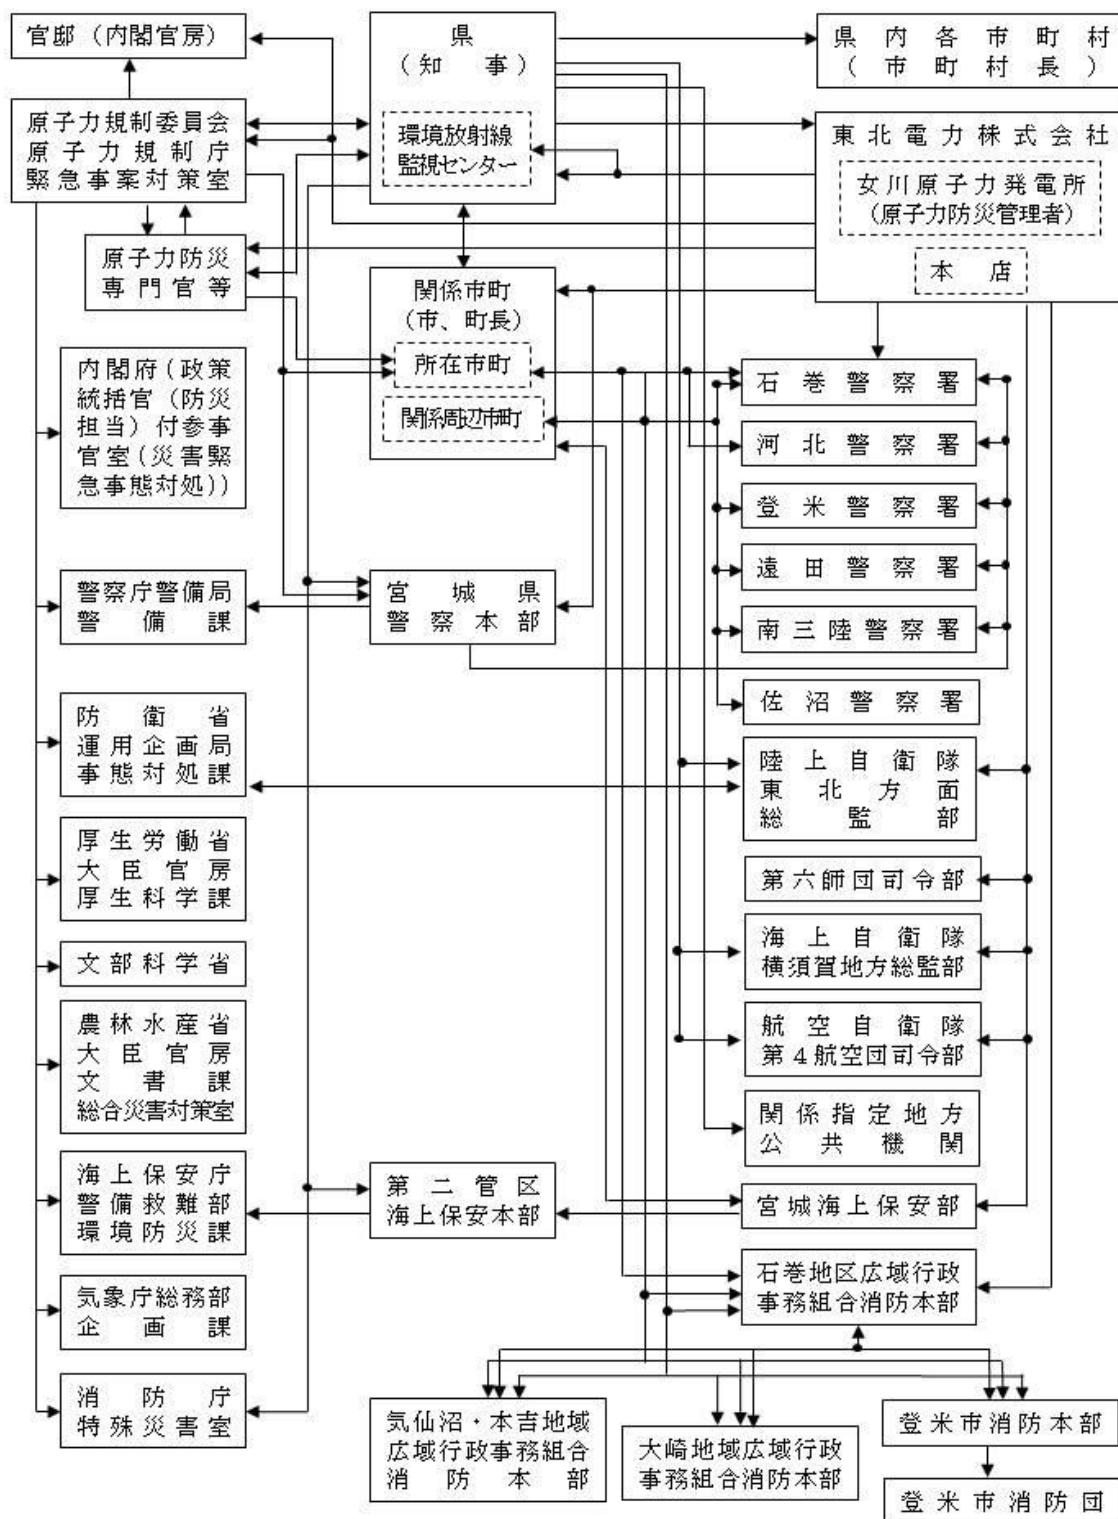 官邸（内閣官房）
原子力規制委員会
原子力規制庁
緊急事案対策室
原子力防災
専門官等
内閣府（政策
統括官（防災
担当）付参事
官室（災害緊
急事態対処））
警察庁警備局
警備課
防衛省
運用企画局
事態対処課
厚生労働省
大臣官房
厚生科学課
文部科学省
農林水産省
大臣官房
文書課
総合災害対策室
海上保安庁
警備救難部
環境防災課
気象庁総務部
企画課
消防庁
特殊災害室
県
（知事）
環境放射線
監視センター
関係市町
（市、町長）
所在市町
関係周辺市町
宮城県
警察本部
第二管区
海上保安本部
県内各市町村
（市町村長）
東北電力株式会社
女川原子力発電所
（原子力防災管理者）
本店
石巻警察署
河北警察署
登米警察署
遠田警察署
南三陸警察署
佐沼警察署
陸上自衛隊
東北方面
総監部
第六師団司令部
海上自衛隊
横須賀地方総監部
航空自衛隊
第４航空団司令部
関係指定地方
公共機関
宮城海上保安部
石巻地区広域行政
事務組合消防本部
気仙沼・本吉地域
広域行政事務組合
消防本部
大崎地域広域行政
事務組合消防本部
登米市消防本部
登米市消防団